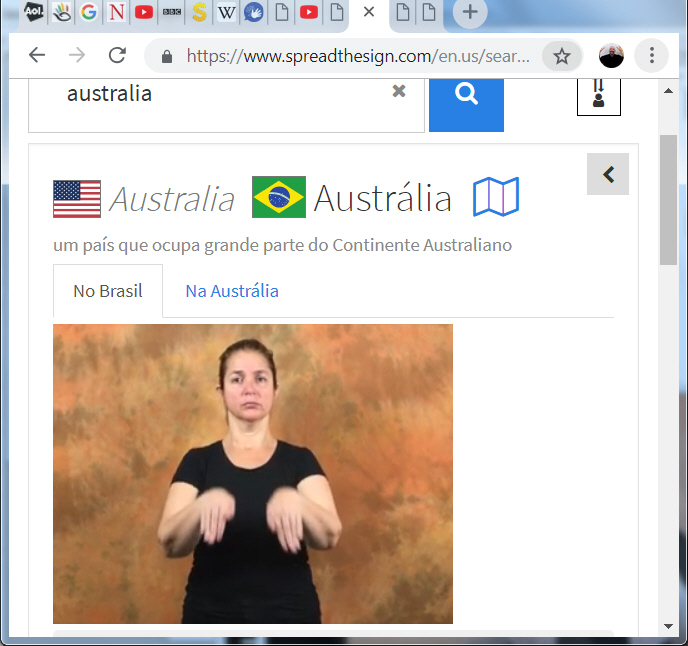 Aol. G N BBC S W
https://www.spreadthesign.com/en.us/sear...
australia
Australia Austrália
um país que ocupa grande parte do Continente Australiano
No Brasil Na Austrália